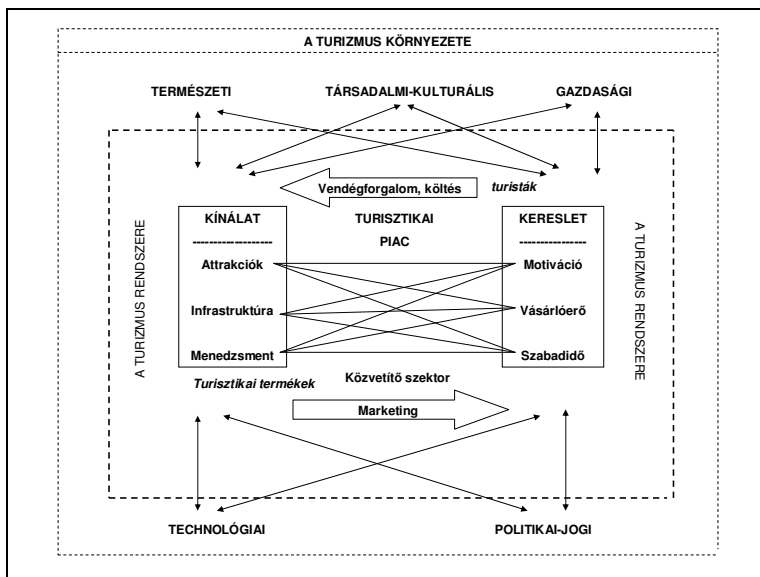 A TURIZMUS KÖRNYEZETE
TERMÉSZETI
TÁRSADALMI-KULTURÁLIS
GAZDASÁGI
Vendégforgalom, költés
turisták
A TURIZMUS RENDSZERE
KÍNÁLAT
-------------------
Attrakciók
Infrastruktúra
Menedzsment
TURISZTIKAI
PIAC
KERESLET
----------------
Motiváció
Vásárlóerő
Szabadidő
A TURIZMUS RENDSZERE
Turisztikai termékek
Közvetítő szektor
Marketing
TECHNOLÓGIAI
POLITIKAI-JOGI